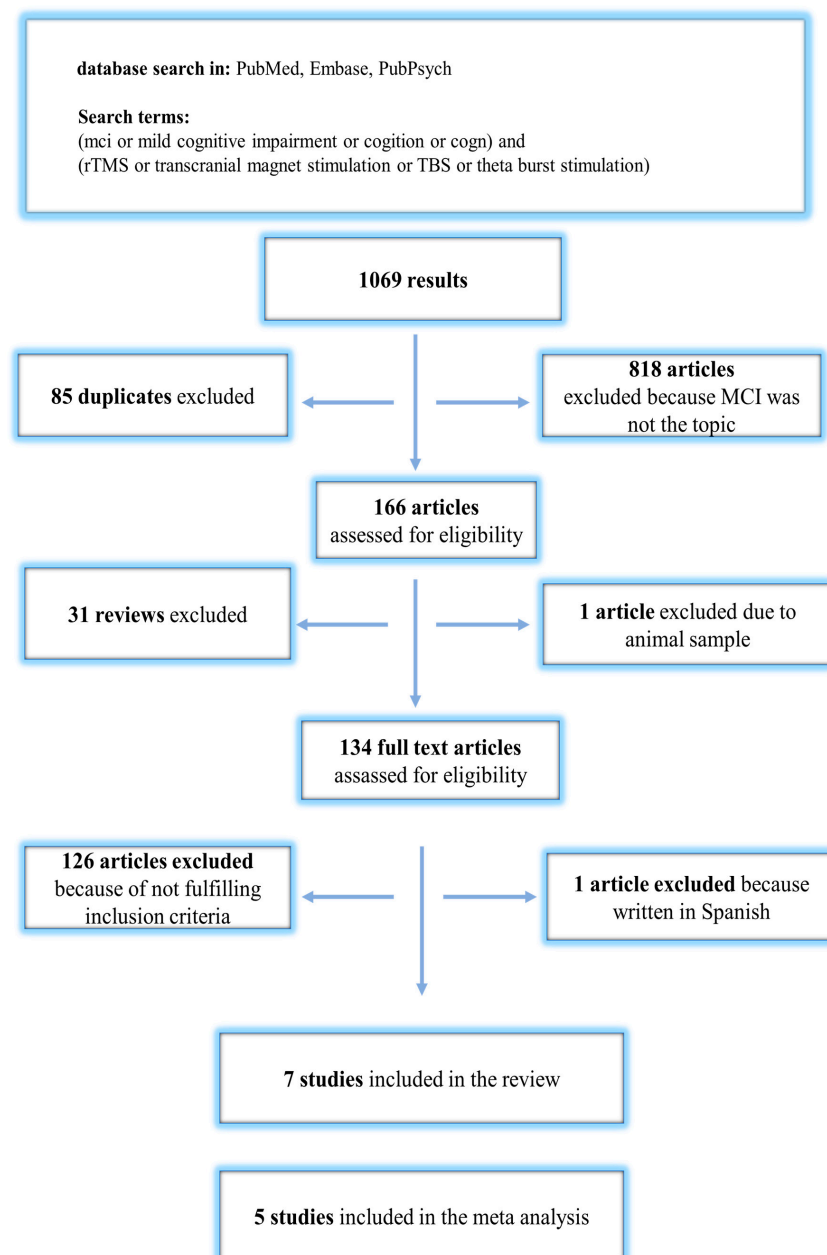 database search in: PubMed, Embase, PubPsych
Search terms:
(mci or mild cognitive impairment or cogition or cogn) and
(rTMS or transcranial magnet stimulation or TBS or theta burst stimulation)
1069 results
85 duplicates excluded
818 articles
excluded because MCI was
not the topic
166 articles
assessed for eligibility
31 reviews excluded
1 article excluded due to
animal sample
134 full text articles
assassed for eligibility
126 articles excluded
because of not fulfilling
inclusion criteria
1 article excluded because
written in Spanish
7 studies included in the review
5 studies included in the meta analysis